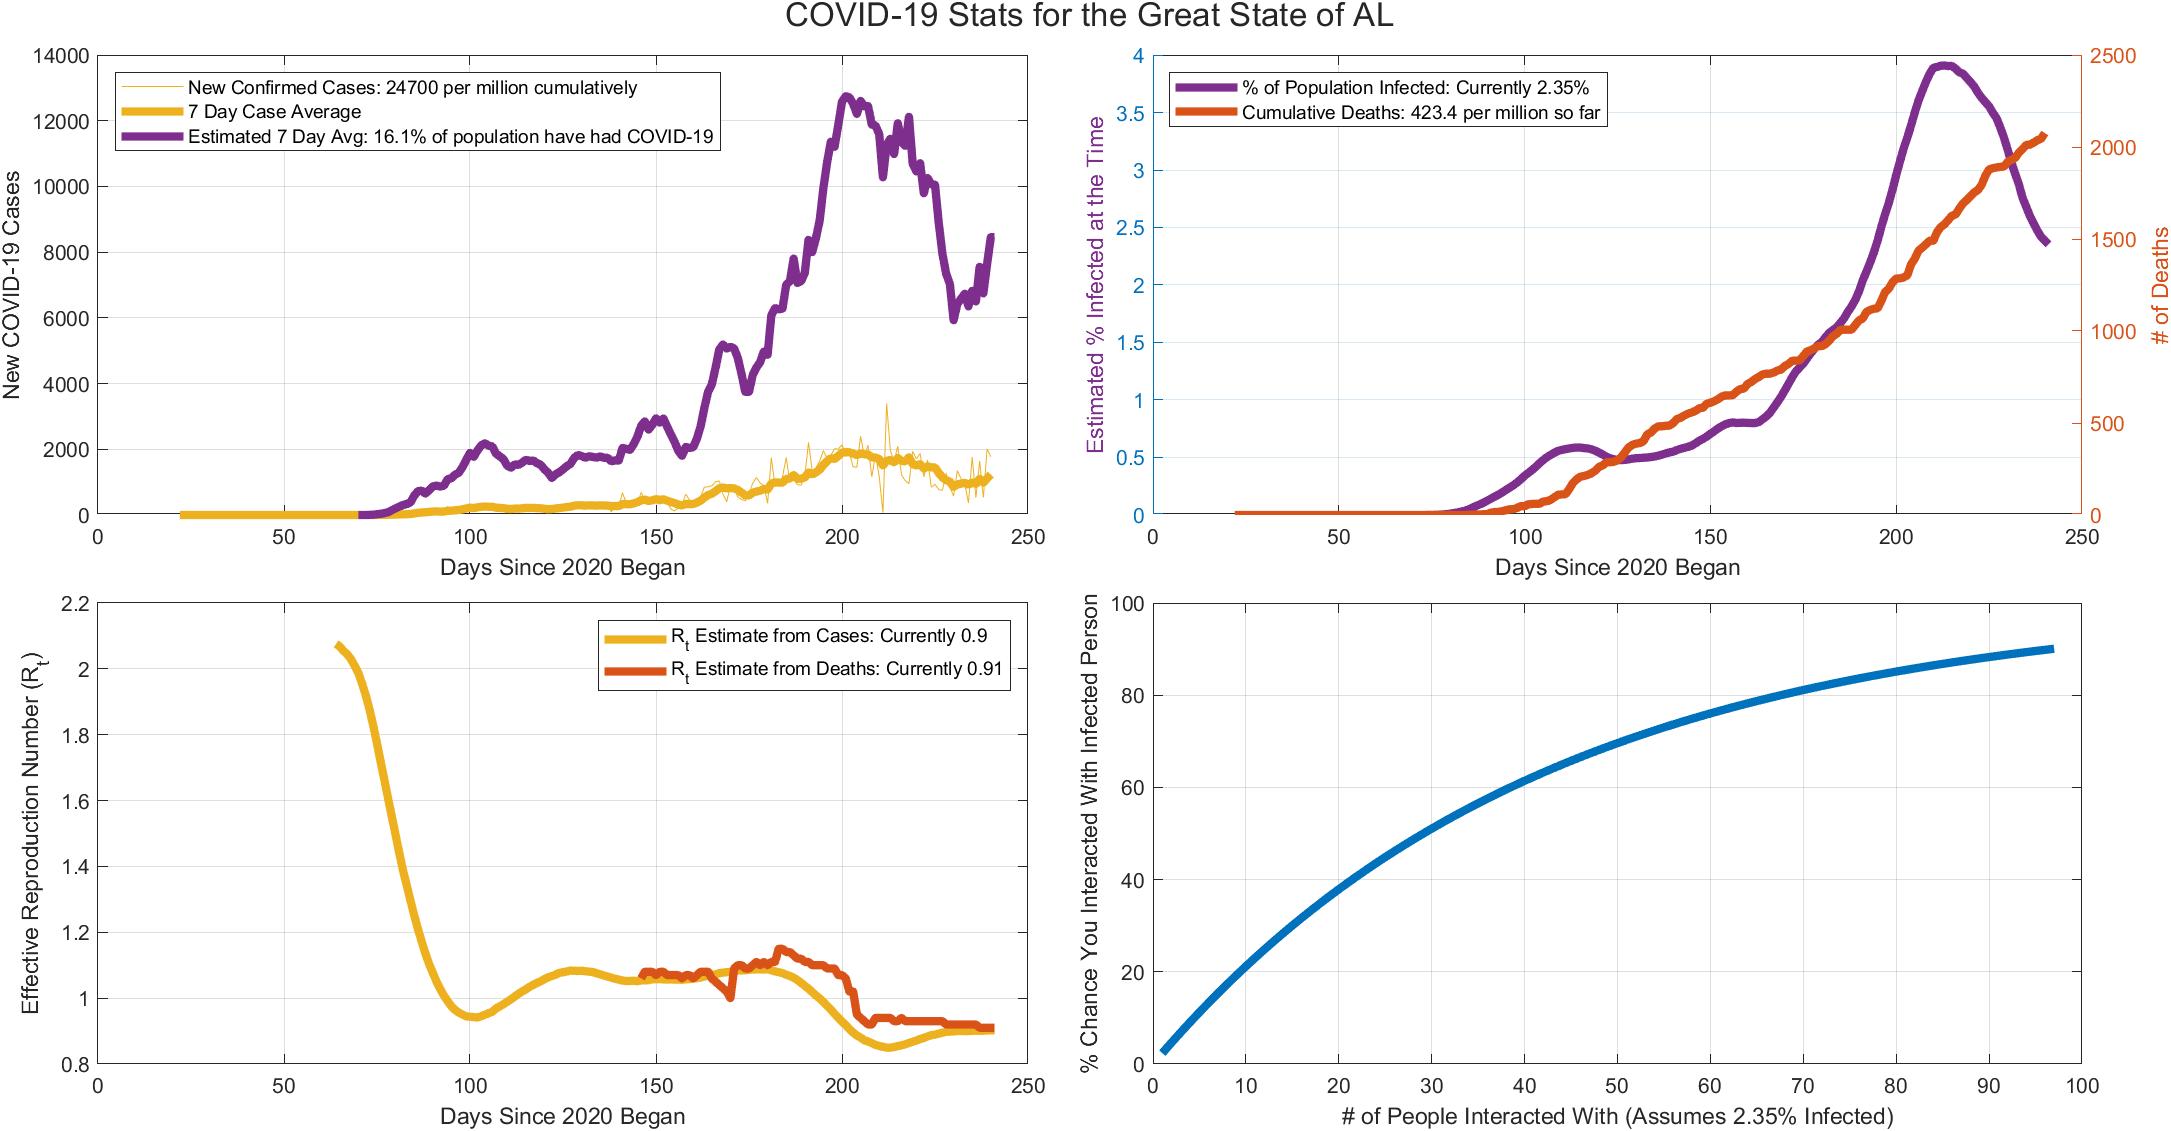 COVID-19 Stats for the Great State of AL
New COVID-19 Cases
14000
12000
10000
8000
6000
4000
2000
0
New Confirmed Cases: 24700 per million cumulatively
7 Day Case Average
Estimated 7 Day Avg: 16.1% of population have had COVID-19
0 50 100 150 200 250
Days Since 2020 Began
Estimated % Infected at the Time
4
3.5
3
2.5
2
1.5
1
0.5
0
% of Population Infected: Currently 2.35%
Cumulative Deaths: 423.4 per million so far
2500
2000
1500
1000
500
0
# of Deaths
0 50 100 150 200 250
Days Since 2020 Began
Effective Reproduction Number (Rt)
2.2
2
1.8
1.6
1.4
1.2
1
0.8
Rt Estimate from Cases: Currently 0.9
Rt Estimate from Deaths: Currently 0.91
0 50 100 150 200 250
Days Since 2020 Began
% Chance You Interacted With Infected Person
100
80
60
40
20
0
0 10 20 30 40 50 60 70 80 90 100
# of People Interacted With (Assumes 2.35% Infected)